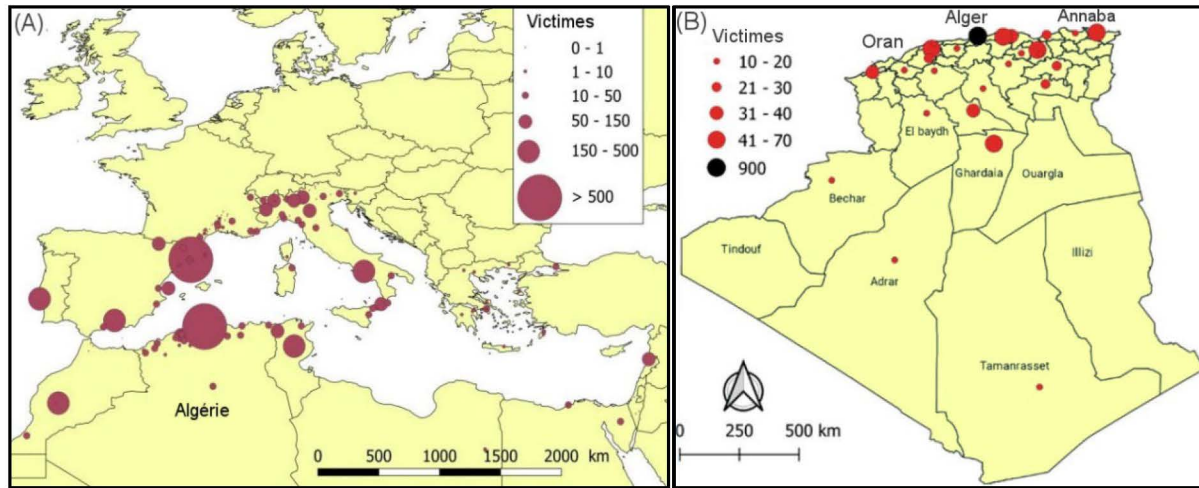 (A)
Victimes
0 - 1
1 - 10
10 - 50
50 - 150
150 - 500
> 500
Algérie
0 500 1000 1500 2000 km
(B)
Alger
Annaba
Oran
Victimes
10 - 20
21 - 30
31 - 40
41 - 70
900
El baydh
Ghardaia
Ouargla
Bechar
Tindouf
Illizi
Adrar
Tamanrasset
0 250 500 km